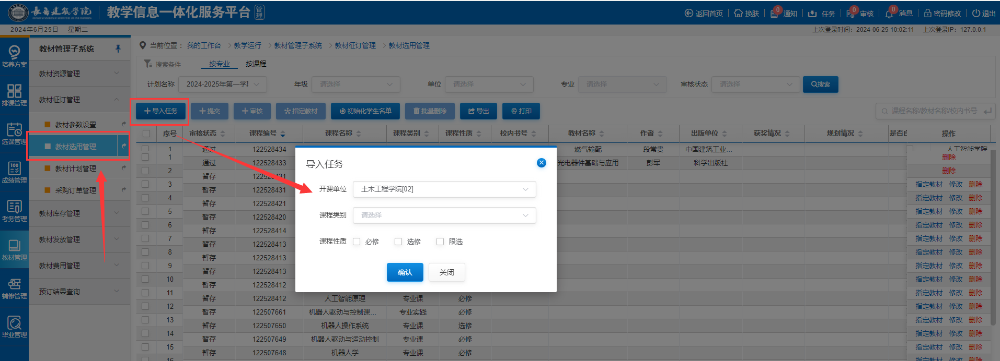 长春建筑学院 教学信息一体化服务平台 管理
返回首页 换肤 0 通知 任务 0 审核 0 消息 密码修改 退出
2024年6月25日 星期二
上次登录时间：2024-06-25 10:02:11 上次登录IP：127.0.0.1
培养方案
排课管理
选课管理
成绩管理
考务管理
教材管理
辅修管理
毕业管理
教材管理子系统
教材资源管理
教材征订管理
教材参数设置
教材选用管理
教材计划管理
采购订单管理
教材库存管理
教材发放管理
教材费用管理
预订结果查询
当前位置： 我的工作台 教学运行 教材管理子系统 教材征订管理 教材选用管理
搜索条件 按专业 按课程
计划名称 2024-2025年第一学期 年级 请选择 单位 请选择 专业 请选择 审核状态 请选择 搜索
导入任务 提交 审核 指定教材 初始化学生名单 批量删除 导出 打印 课程名称/教材名称/校内书号
序号 审核状态 课程编号 课程名称 课程类别 课程性质 校内书号 教材名称 作者 出版单位 获奖情况 规划情况 是否自 操作
1 通过 122528434 燃气输配 段常贵 中国建筑工业... 人工智能学院
1 通过 122528433 光电器件基础与应用 彭军 科学出版社 删除
2 暂存 122528431 删除
3 暂存 122528431 指定教材 修改 删除
4 暂存 122528421 指定教材 修改 删除
5 暂存 122528420 指定教材 修改 删除
6 暂存 122528414 指定教材 修改 删除
7 暂存 122528413 指定教材 修改 删除
8 暂存 122528413 指定教材 修改 删除
9 暂存 122528413 指定教材 修改 删除
10 暂存 122528412 指定教材 修改 删除
11 暂存 122528412 人工智能原理 专业课 必修 指定教材 修改 删除
12 暂存 122507661 机器人驱动与控制课... 专业实践 必修 指定教材 修改 删除
13 暂存 122507650 机器人操作系统 专业课 选修 指定教材 修改 删除
14 暂存 122507649 机器人驱动与运动控制 专业课 必修 指定教材 修改 删除
15 暂存 122507648 机器人学 专业课 必修 指定教材 修改 删除
16 指定教材 修改 删除
导入任务
开课单位 土木工程学院[02]
课程类别 请选择
课程性质 必修 选修 限选
确认 关闭